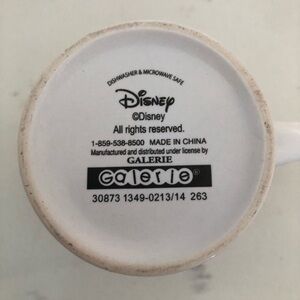 DISHWASHER & MICROWAVE SAFE
Disney
©Disney
All rights reserved.
1-859-538-8500 MADE IN CHINA
Manufactured and distributed under license by
GALERIE
Galerie®
30873 1349-0213/14 263